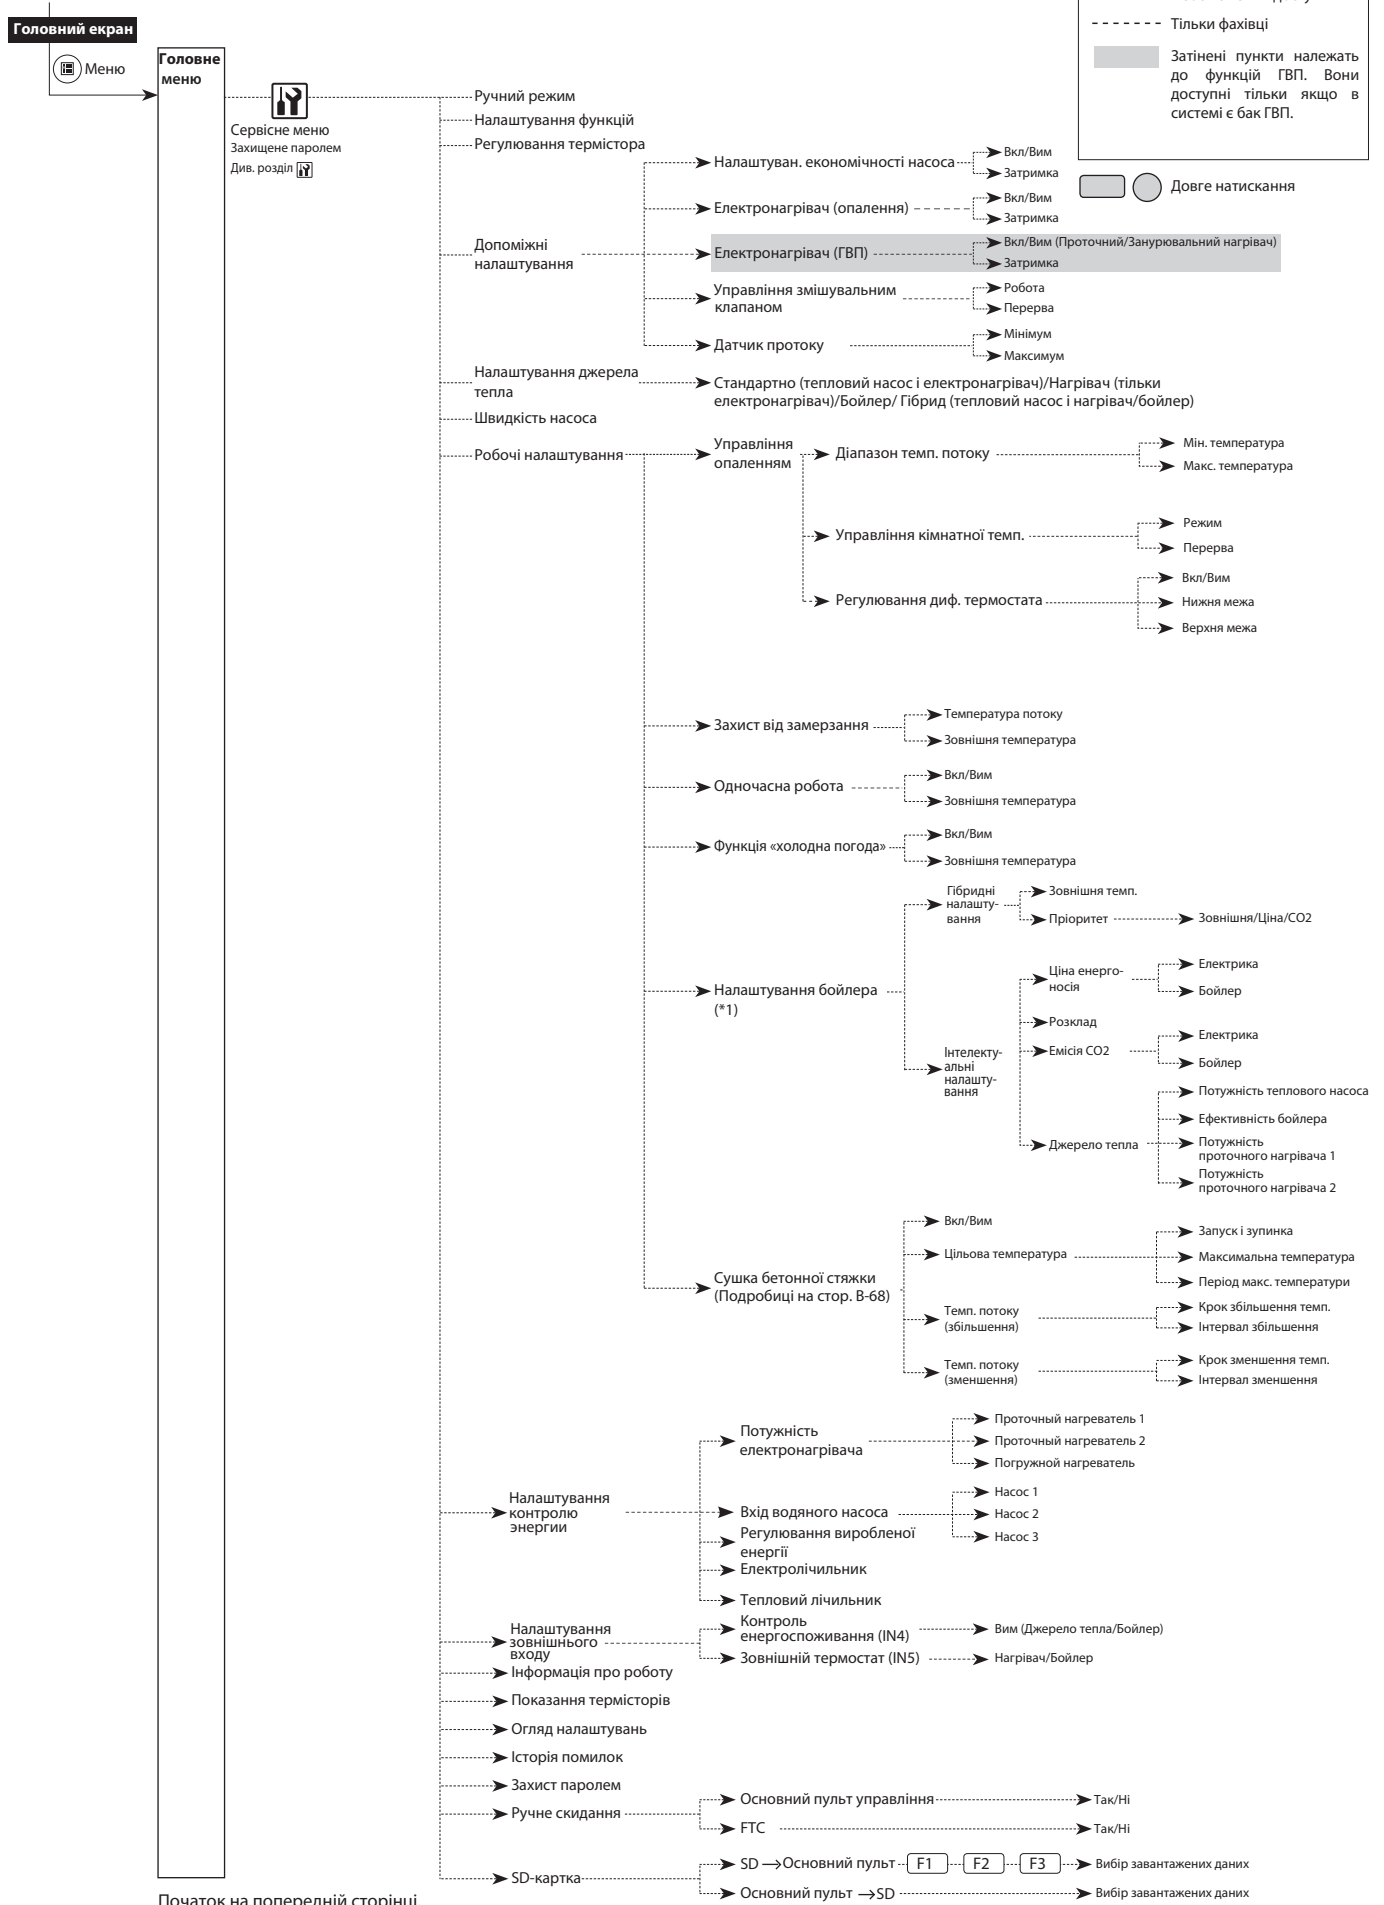 Головний екран
Меню
Головне
меню
Сервісне меню
Захищене паролем
Див. розділ
Тільки фахівці
Затінені пункти належать
до функцій ГВП. Вони
доступні тільки якщо в
системі є бак ГВП.
Довге натискання
Ручний режим
Налаштування функцій
Регулювання термістора
Допоміжні
налаштування
Налаштуван. економічності насоса
Вкл/Вим
Затримка
Електронагрівач (опалення)
Вкл/Вим
Затримка
Електронагрівач (ГВП)
Вкл/Вим (Проточний/Занурювальний нагрівач)
Затримка
Управління змішувальним
клапаном
Робота
Перерва
Датчик протоку
Мінімум
Максимум
Налаштування джерела
тепла
Стандартно (тепловий насос і електронагрівач)/Нагрівач (тільки
електронагрівач)/Бойлер/ Гібрид (тепловий насос і нагрівач/бойлер)
Швидкість насоса
Робочі налаштування
Управління
опаленням
Діапазон темп. потоку
Мін. температура
Макс. температура
Управління кімнатної темп.
Режим
Перерва
Регулювання диф. термостата
Вкл/Вим
Нижня межа
Верхня межа
Захист від замерзання
Температура потоку
Зовнішня температура
Одночасна робота
Вкл/Вим
Зовнішня температура
Функція «холодна погода»
Вкл/Вим
Зовнішня температура
Налаштування бойлера
(*1)
Гібридні
налашту-
вання
Зовнішня темп.
Пріоритет
Зовнішня/Ціна/CO2
Інтелекту-
альні
налашту-
вання
Ціна енерго-
носія
Електрика
Бойлер
Розклад
Емісія CO2
Електрика
Бойлер
Джерело тепла
Потужність теплового насоса
Ефективність бойлера
Потужність
проточного нагрівача 1
Потужність
проточного нагрівача 2
Сушка бетонної стяжки
(Подробиці на стор. B-68)
Вкл/Вим
Цільова температура
Запуск і зупинка
Максимальна температура
Період макс. температури
Темп. потоку
(збільшення)
Крок збільшення темп.
Інтервал збільшення
Темп. потоку
(зменшення)
Крок зменшення темп.
Інтервал зменшення
Налаштування
контролю
энергии
Потужність
електронагрівача
Проточный нагреватель 1
Проточный нагреватель 2
Погружной нагреватель
Вхід водяного насоса
Насос 1
Насос 2
Насос 3
Регулювання виробленої
енергії
Електролічильник
Тепловий лічильник
Налаштування
зовнішнього
входу
Контроль
енергоспоживання (IN4)
Вим (Джерело тепла/Бойлер)
Зовнішній термостат (IN5)
Нагрівач/Бойлер
Інформація про роботу
Показання термісторів
Огляд налаштувань
Історія помилок
Захист паролем
Ручне скидання
Основний пульт управління
Так/Ні
FTC
Так/Ні
SD-картка
SD → Основний пульт F1 F2 F3 Вибір завантажених даних
Основний пульт → SD
Вибір завантажених даних
Початок на попередній сторінці